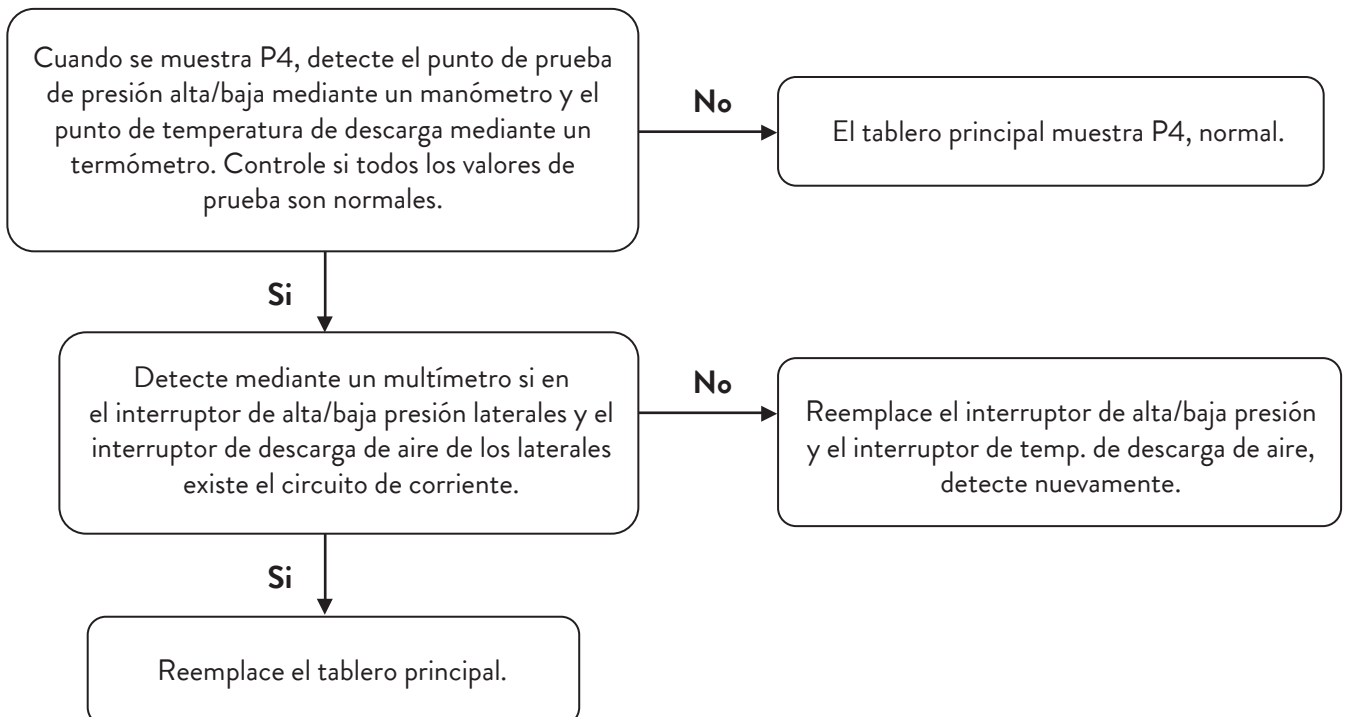 Cuando se muestra P4, detecte el punto de prueba
de presión alta/baja mediante un manómetro y el
punto de temperatura de descarga mediante un
termómetro. Controle si todos los valores de
prueba son normales.
No
El tablero principal muestra P4, normal.
Si
Detecte mediante un multímetro si en
el interruptor de alta/baja presión laterales y el
interruptor de descarga de aire de los laterales
existe el circuito de corriente.
No
Reemplace el interruptor de alta/baja presión
y el interruptor de temp. de descarga de aire,
detecte nuevamente.
Si
Reemplace el tablero principal.